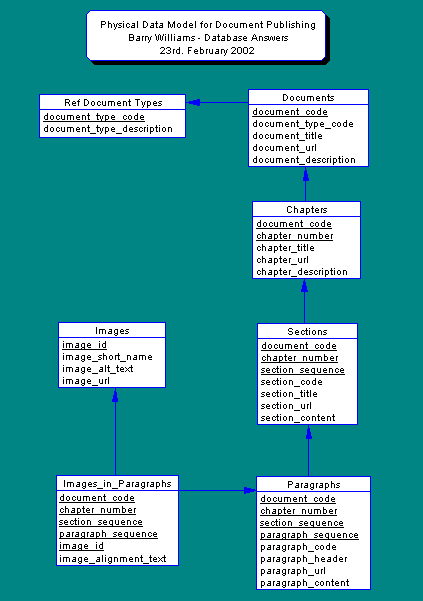 Physical Data Model for Document Publishing
Barry Williams - Database Answers
23rd. February 2002
Ref Document Types
document_type_code
document_type_description
Documents
document_code
document_type_code
document_title
document_url
document_description
Chapters
document_code
chapter_number
chapter_title
chapter_url
chapter_description
Images
image_id
image_short_name
image_alt_text
image_url
Sections
document_code
chapter_number
section_sequence
section_code
section_title
section_url
section_content
Images_in_Paragraphs
document_code
chapter_number
section_sequence
paragraph_sequence
image_id
image_alignment_text
Paragraphs
document_code
chapter_number
section_sequence
paragraph_sequence
paragraph_code
paragraph_header
paragraph_url
paragraph_content